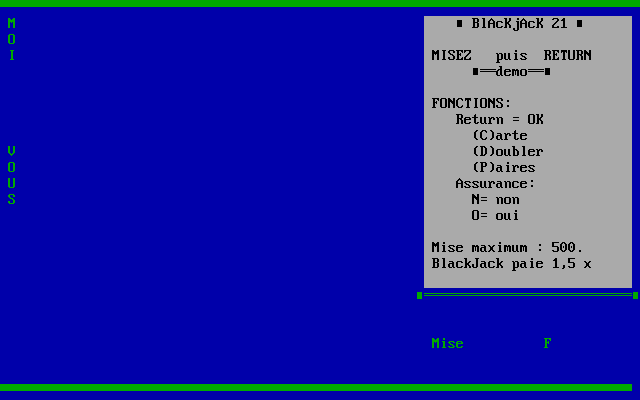 M
O
I
V
O
U
S
BlAcKjAcK 21
MISEZ puis RETURN
demo
FONCTIONS:
Return = OK
(C)arte
(D)oubler
(P)aires
Assurance:
N= non
O= oui
Mise maximum : 500.
BlackJack paie 1,5 x
Mise F